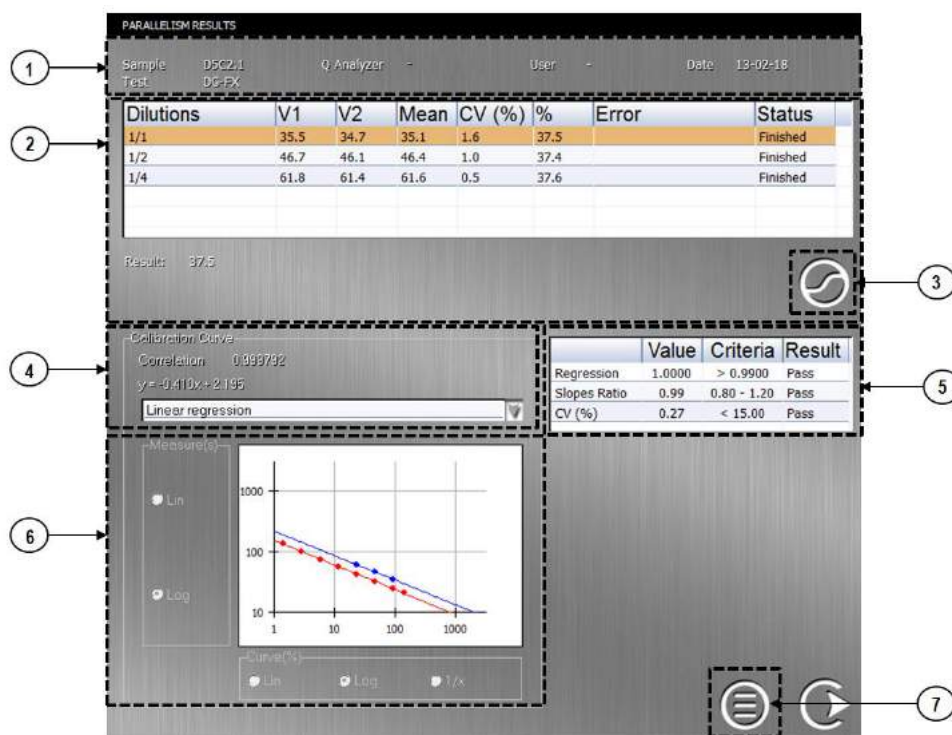 PARALLELISM RESULTS
1
Sample D5C2.1 Q Analyzer - User - Date 13-02-18
Test DG-FX
2
Dilutions V1 V2 Mean CV (%) % Error Status
1/1 35.5 34.7 35.1 1.6 37.5 Finished
1/2 46.7 46.1 46.4 1.0 37.4 Finished
1/4 61.8 61.4 61.6 0.5 37.6 Finished
Result: 37.5
3
4
Calibration Curve
Correlation 0.999792
y = -0.410x + 2.195
Linear regression
Value Criteria Result
Regression 1.0000 > 0.9900 Pass
Slopes Ratio 0.99 0.80 - 1.20 Pass
CV (%) 0.27 < 15.00 Pass
5
6
Measure(s)
Lin
Log
1000
100
10
1 10 100 1000
Curve(%)
Lin Log 1/x
7